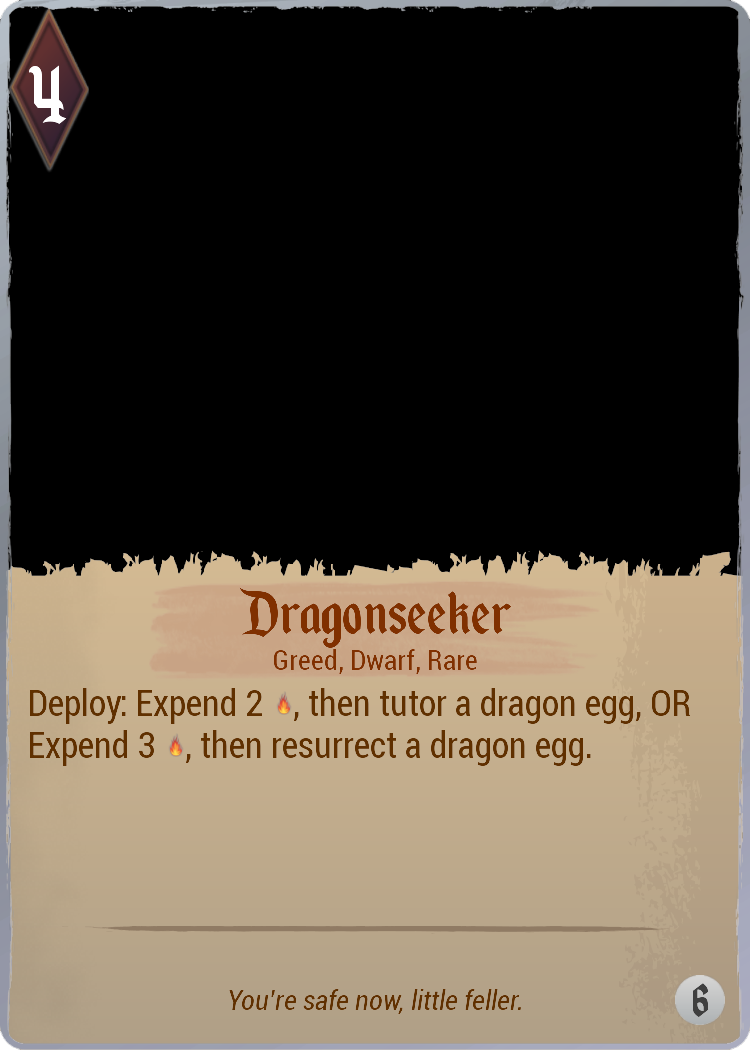 4
Dragonseeker
Greed, Dwarf, Rare
Deploy: Expend 2 🔥, then tutor a dragon egg, OR
Expend 3 🔥, then resurrect a dragon egg.
You're safe now, little feller.
6